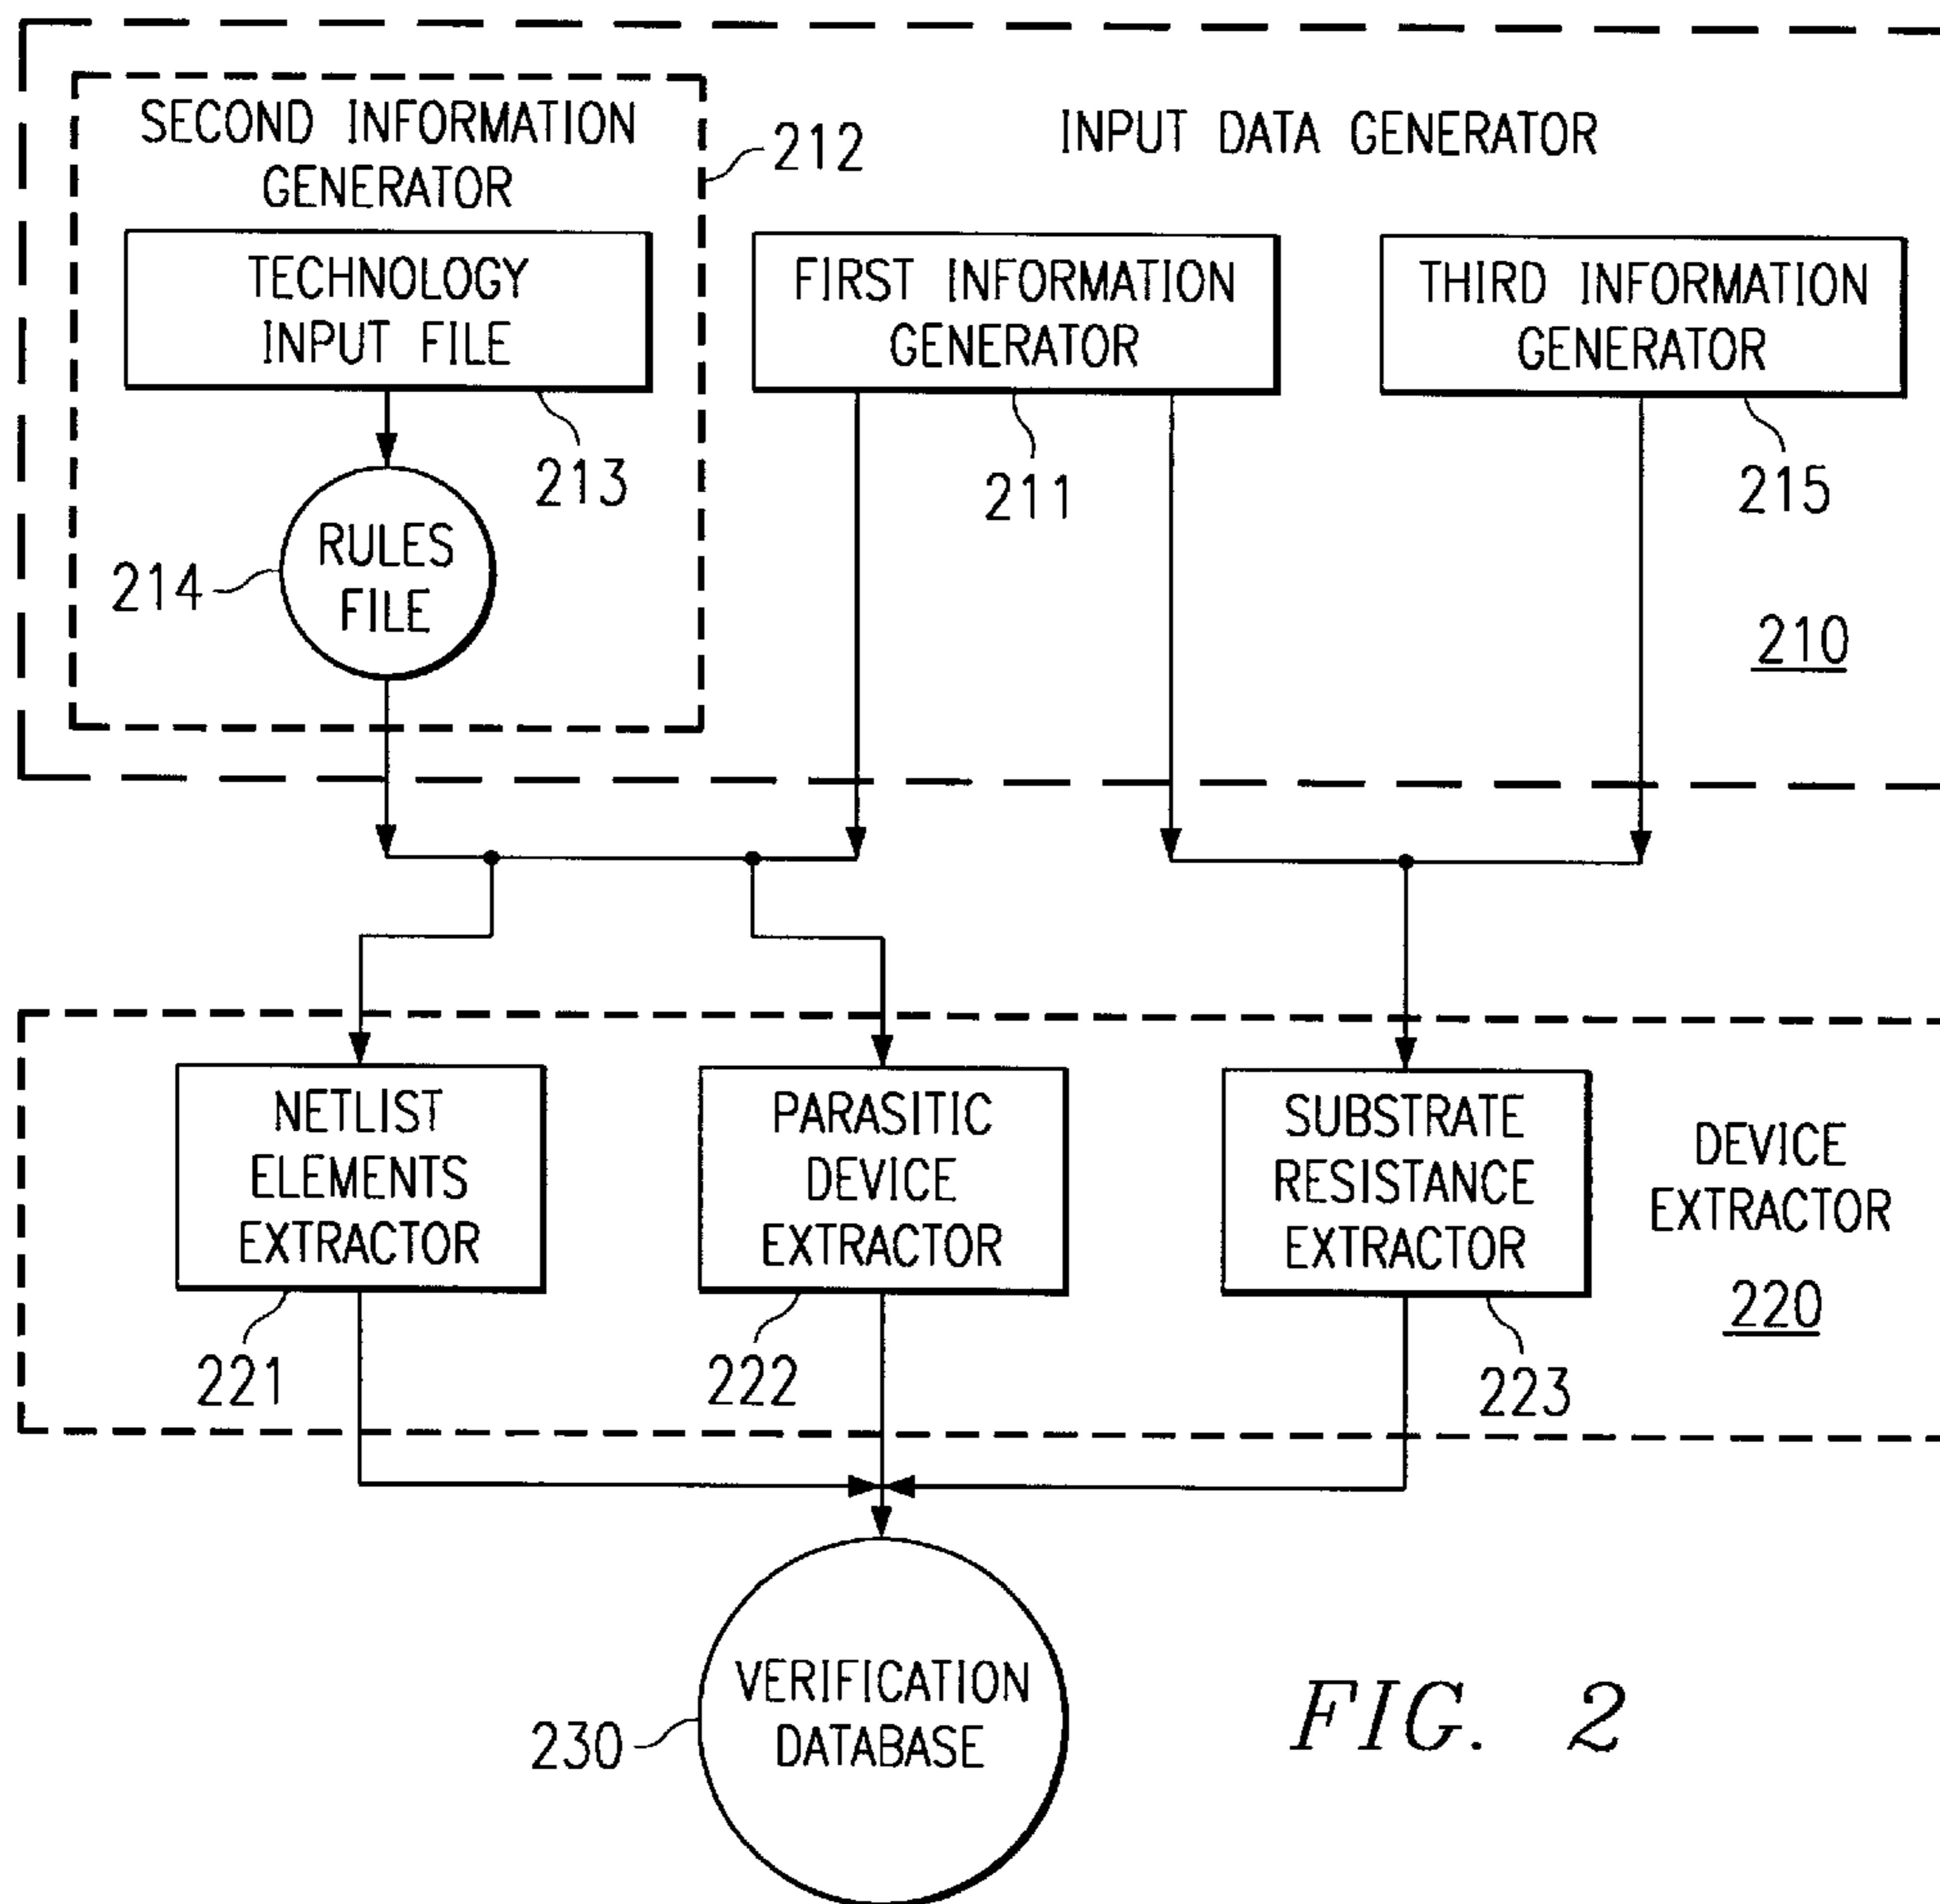 SECOND INFORMATION
GENERATOR
212
INPUT DATA GENERATOR
TECHNOLOGY
INPUT FILE
FIRST INFORMATION
GENERATOR
THIRD INFORMATION
GENERATOR
213
211
215
RULES
FILE
214
210
NETLIST
ELEMENTS
EXTRACTOR
PARASITIC
DEVICE
EXTRACTOR
SUBSTRATE
RESISTANCE
EXTRACTOR
DEVICE
EXTRACTOR
220
221
222
223
VERIFICATION
DATABASE
230
FIG. 2